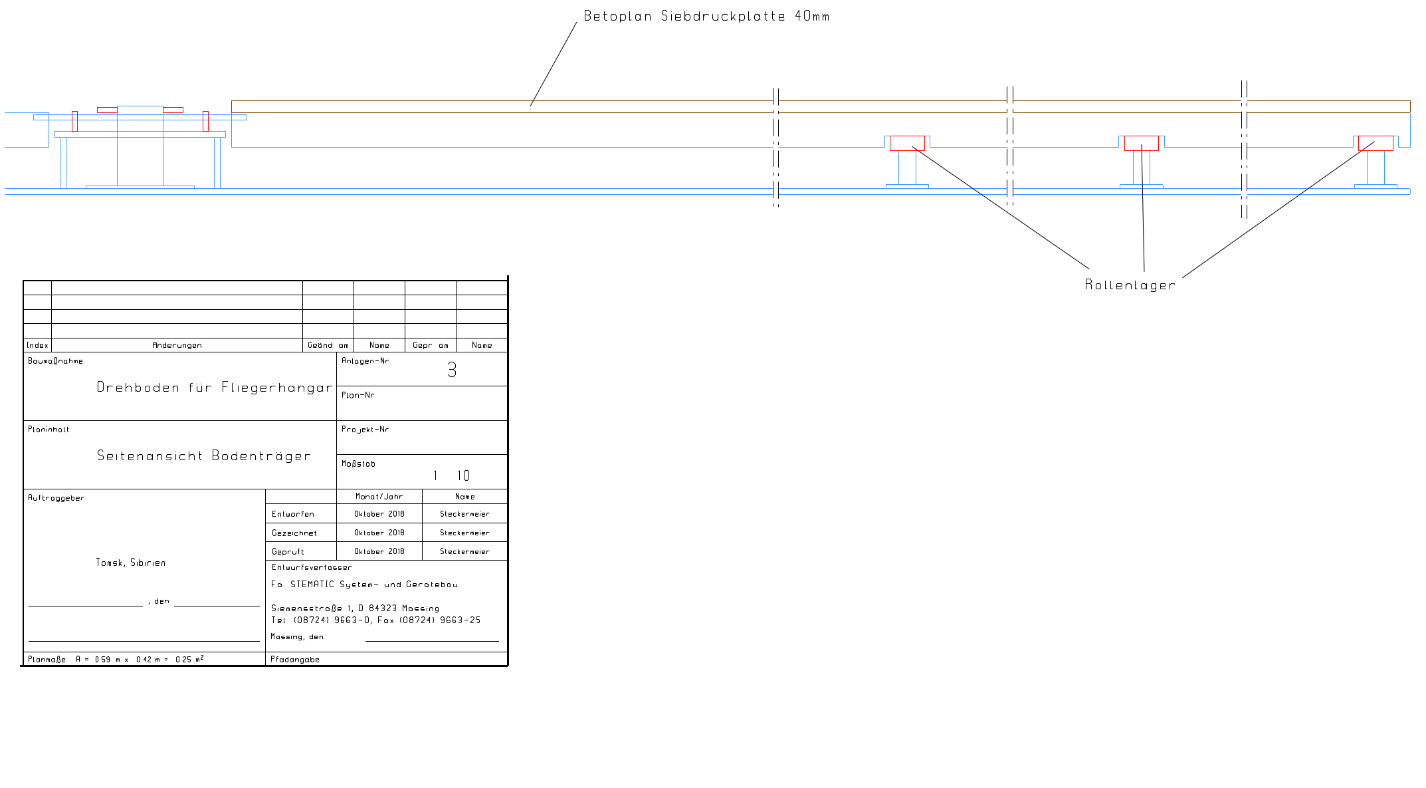 Betoplan Siebdruckplatte 40mm
Rollenlager
Index Änderungen Geänd am Name Gepr am Name
Baumaßnahme
Anlagen-Nr.
3
Drehboden für Fliegerhangar
Plan-Nr
Planinhalt
Projekt-Nr
Seitenansicht Bodenträger
Maßstab
1 10
Auftraggeber
Monat/Jahr Name
Entworfen Oktober 2018 Steckermeier
Gezeichnet Oktober 2018 Steckermeier
Geprüft Oktober 2018 Steckermeier
Tomsk, Sibirien
Entwurfsverfasser
Fa. STEMATIC System- und Gerätebau
, den
Siemensstraße 1, D 84323 Massing
Tel (08724) 9663-0, Fax (08724) 9663-25
Massing, den
Planmaße A = 0.59 m x 0.42 m = 0.25 m²
Pfadangabe